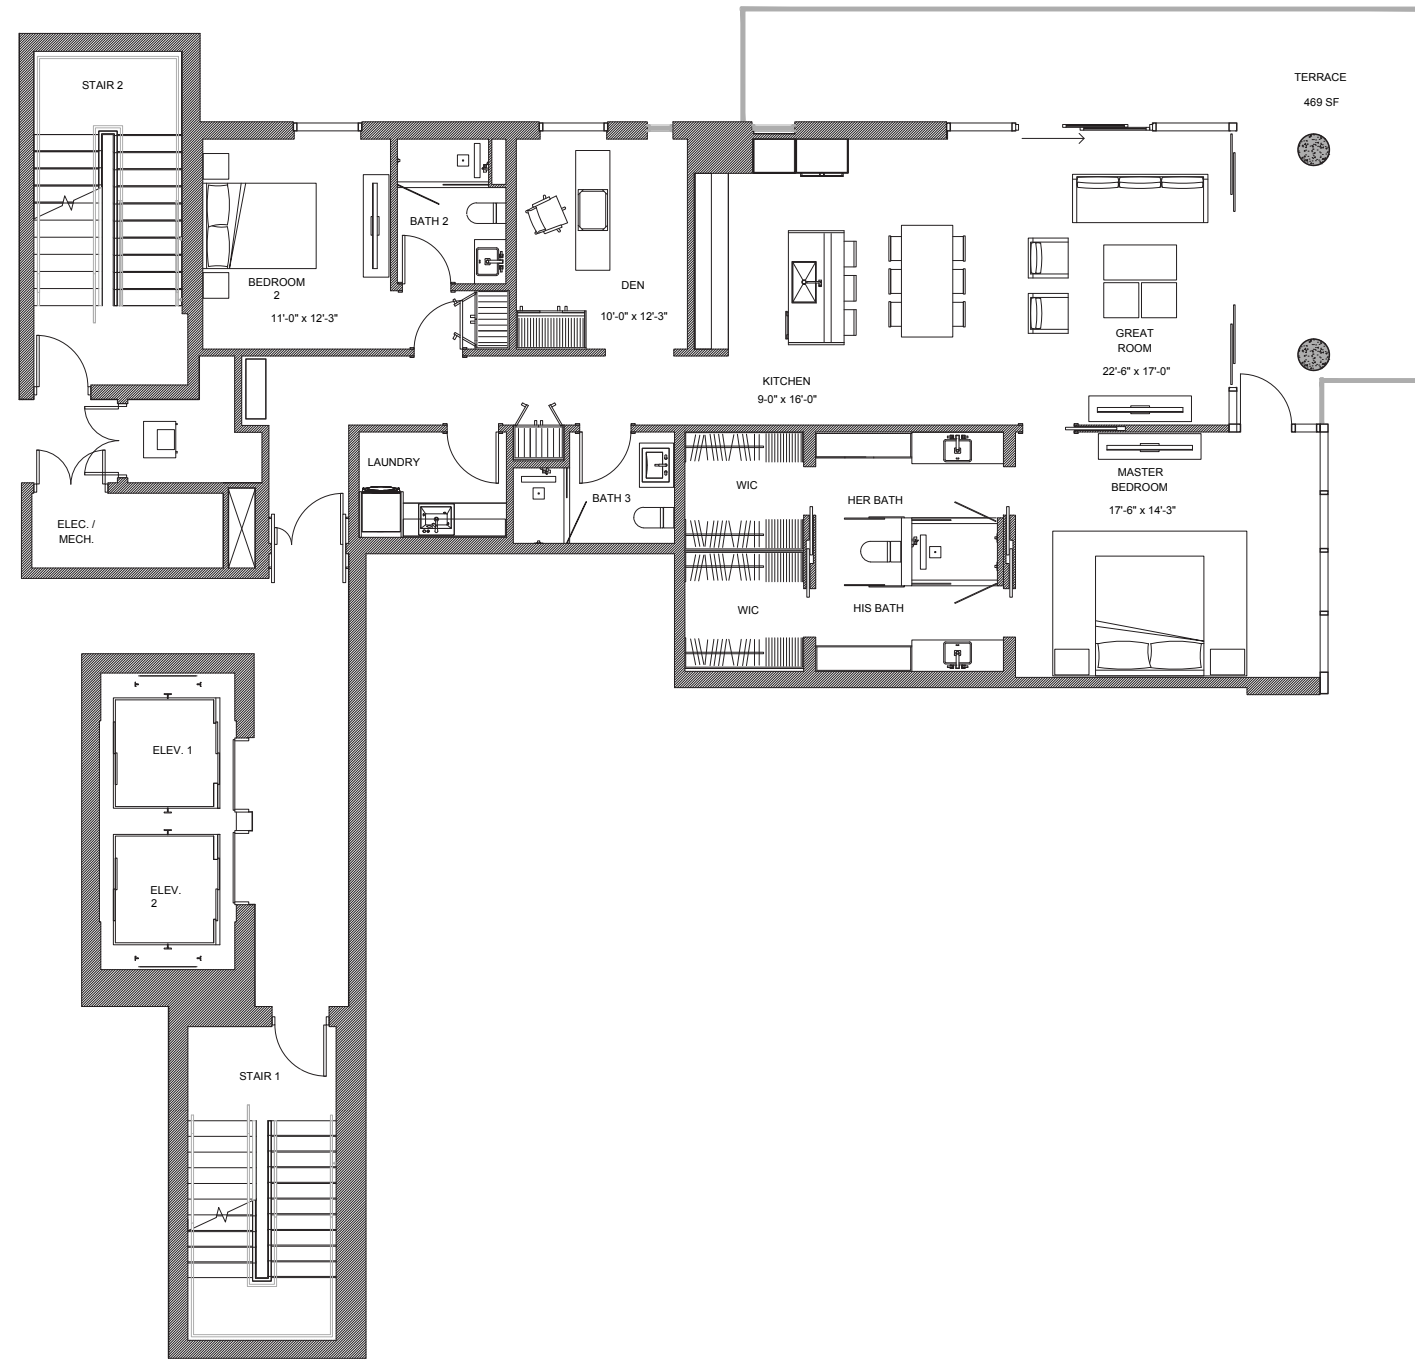 TERRACE
469 SF
STAIR 2
BATH 2
BEDROOM
2
11'-0" x 12'-3"
DEN
10'-0" x 12'-3"
GREAT
ROOM
22'-6" x 17'-0"
KITCHEN
9-0" x 16'-0"
LAUNDRY
BATH 3
WIC
HER BATH
MASTER
BEDROOM
17'-6" x 14'-3"
ELEC. /
MECH.
WIC
HIS BATH
ELEV. 1
ELEV.
2
STAIR 1